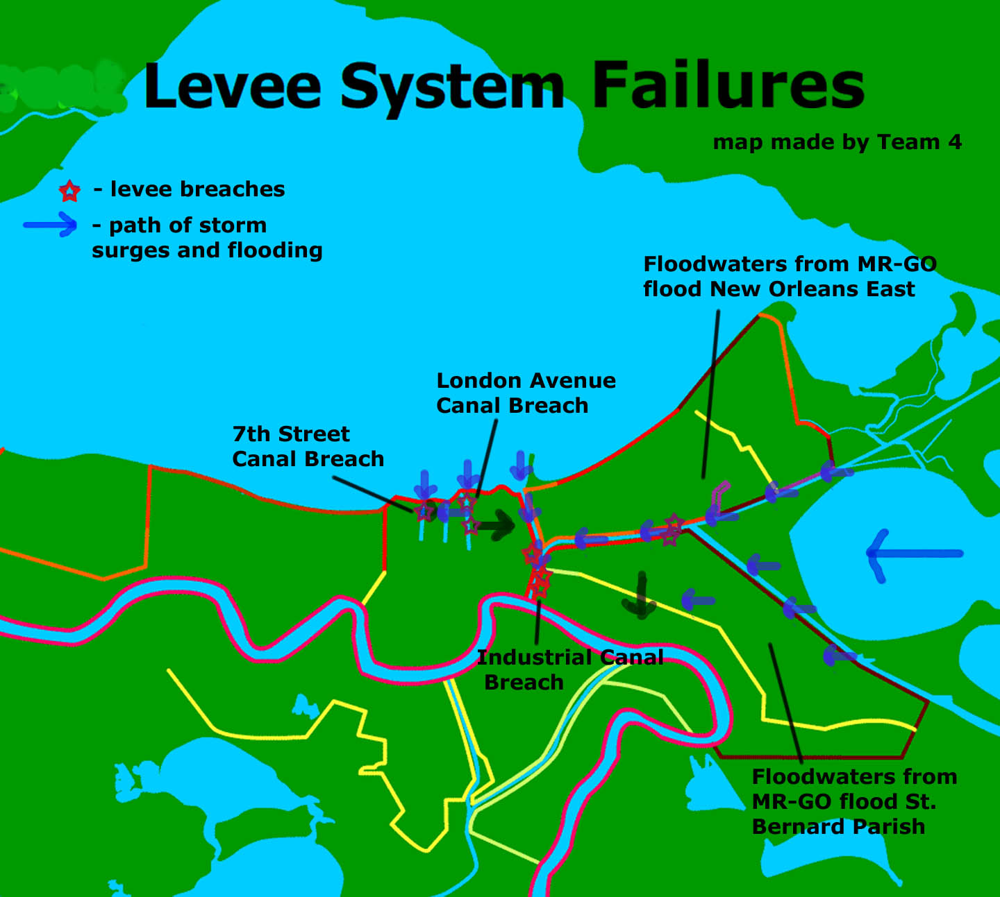 Levee System Failures
map made by Team 4
- levee breaches
- path of storm
surges and flooding
Floodwaters from MR-GO
flood New Orleans East
London Avenue
Canal Breach
7th Street
Canal Breach
Industrial Canal
Breach
Floodwaters from
MR-GO flood St.
Bernard Parish